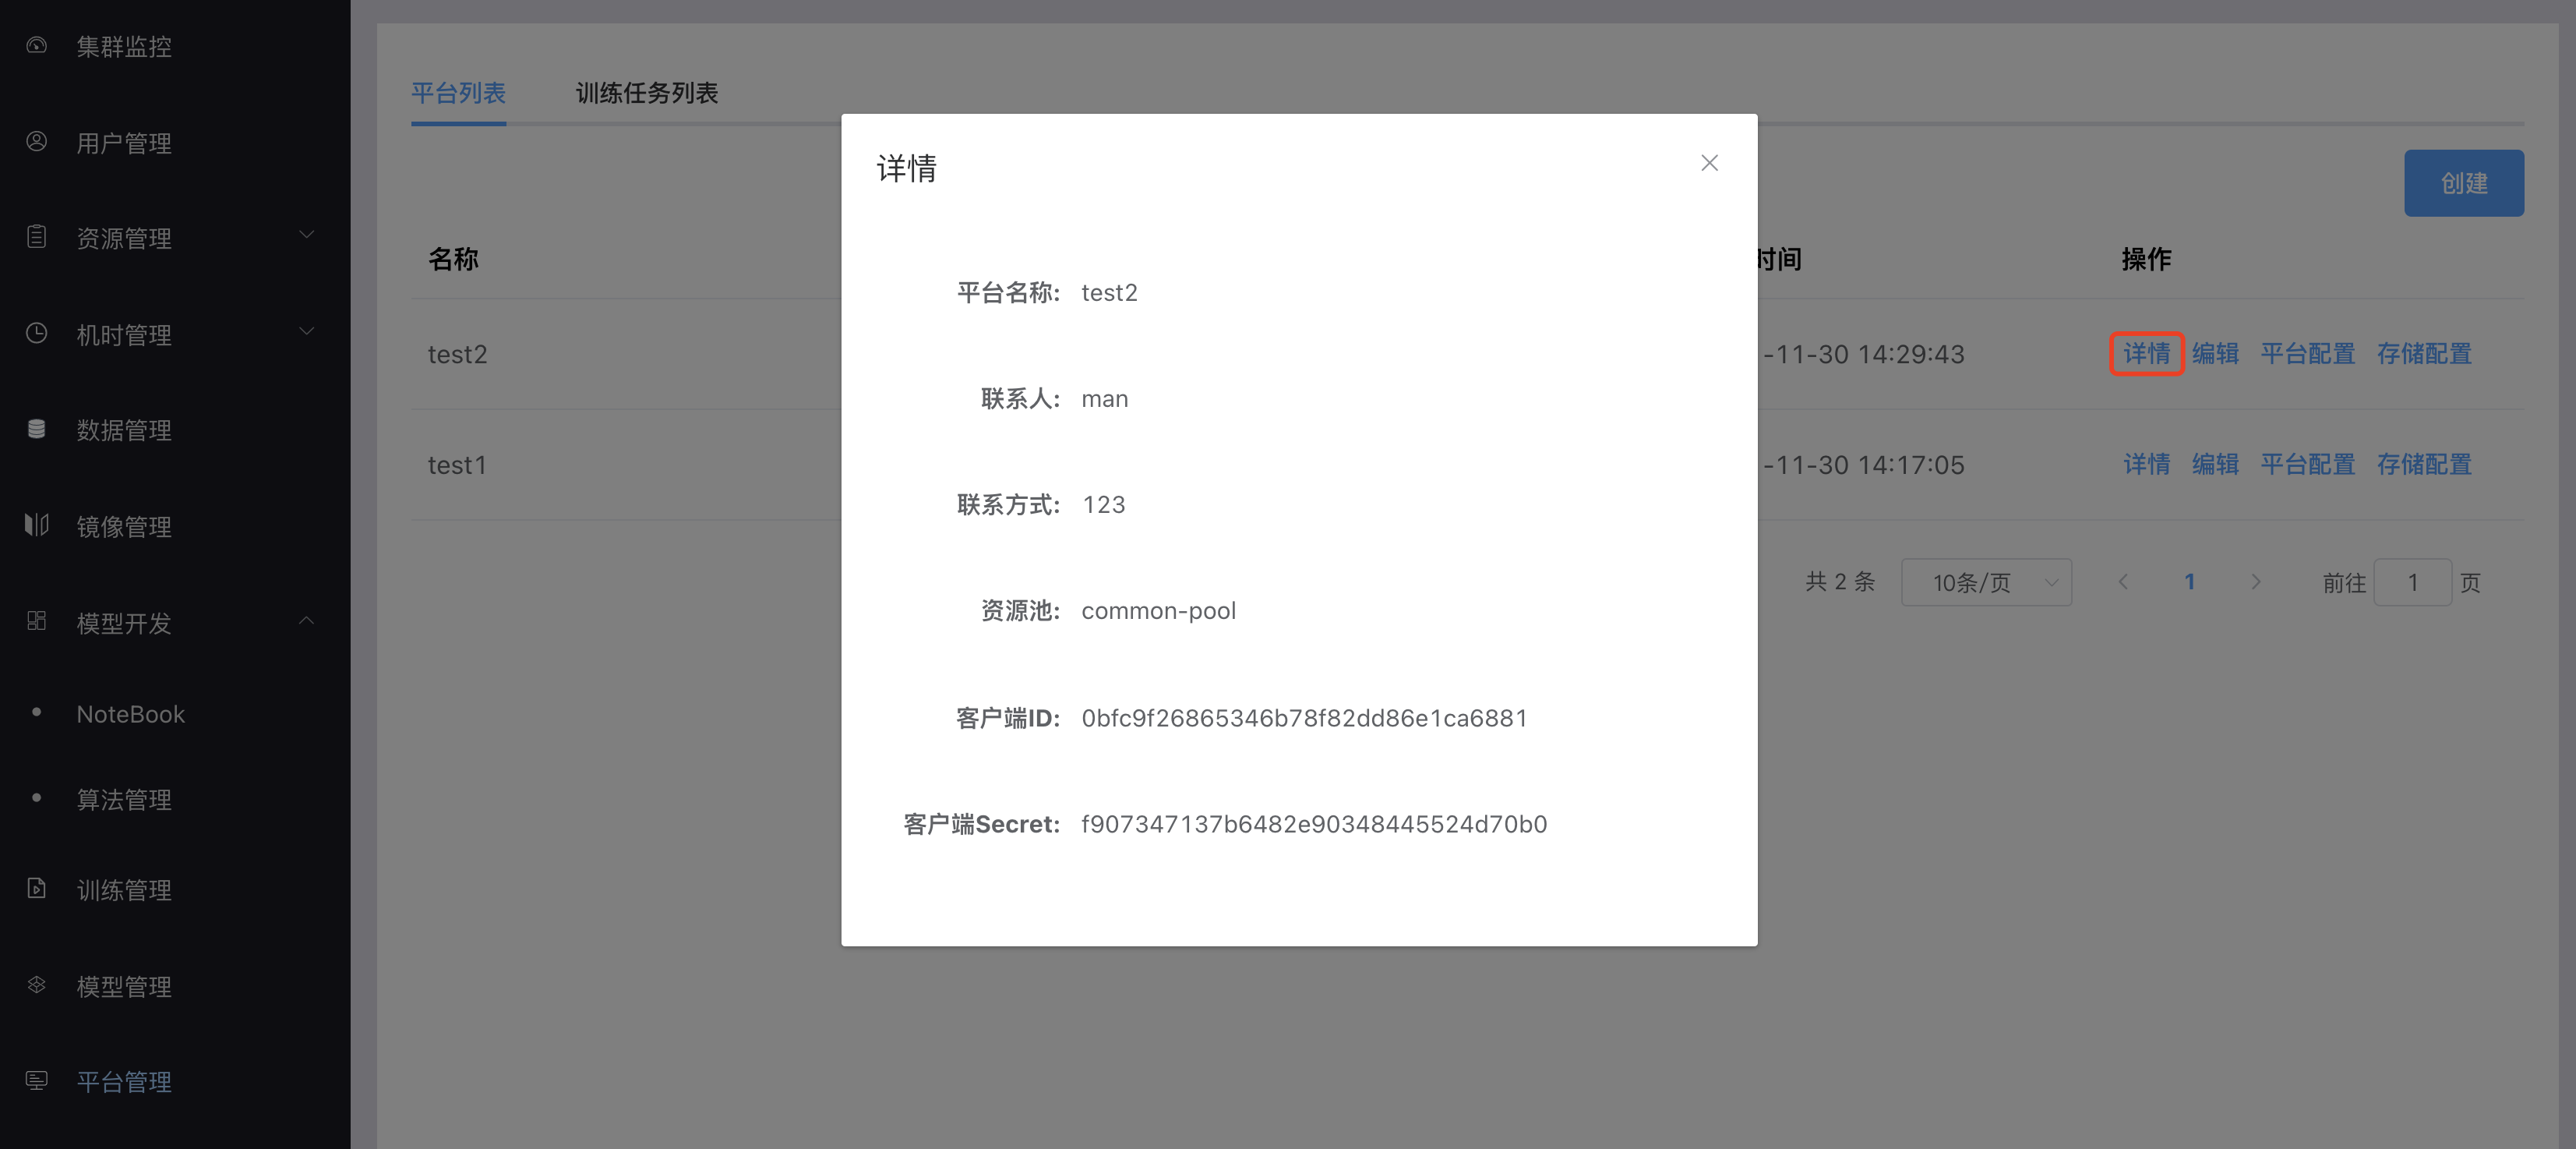 集群监控
用户管理
资源管理
机时管理
数据管理
镜像管理
模型开发
NoteBook
算法管理
训练管理
模型管理
平台管理
平台列表 训练任务列表
创建
名称 时间 操作
test2 -11-30 14:29:43 详情 编辑 平台配置 存储配置
test1 -11-30 14:17:05 详情 编辑 平台配置 存储配置
共 2 条 10条/页 1 前往 1 页
详情
平台名称: test2
联系人: man
联系方式: 123
资源池: common-pool
客户端ID: 0bfc9f26865346b78f82dd86e1ca6881
客户端Secret: f907347137b6482e90348445524d70b0